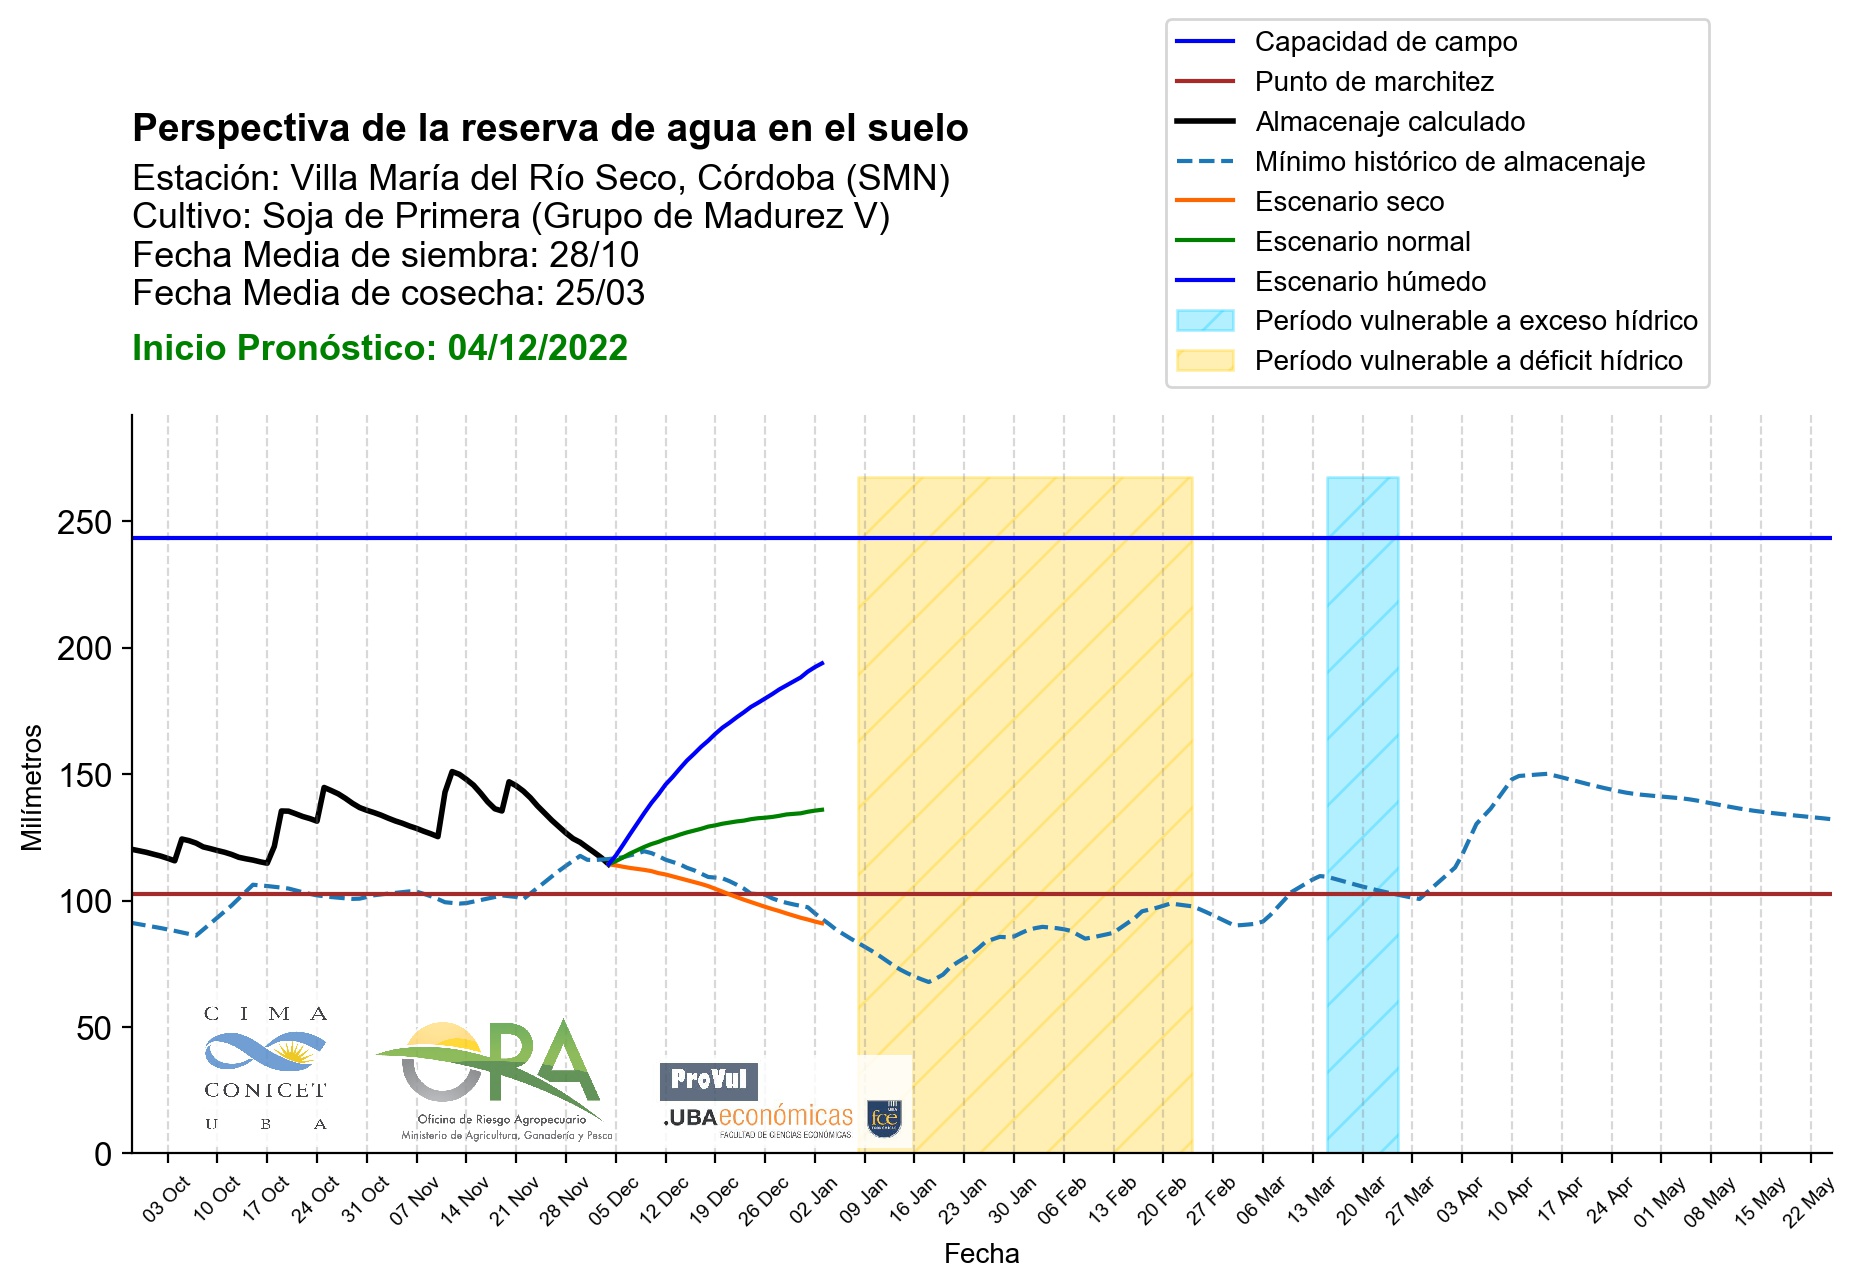 Capacidad de campo
Punto de marchitez
Almacenaje calculado
Mínimo histórico de almacenaje
Escenario seco
Escenario normal
Escenario húmedo
Período vulnerable a exceso hídrico
Período vulnerable a déficit hídrico
Perspectiva de la reserva de agua en el suelo
Estación: Villa María del Río Seco, Córdoba (SMN)
Cultivo: Soja de Primera (Grupo de Madurez V)
Fecha Media de siembra: 28/10
Fecha Media de cosecha: 25/03
Inicio Pronóstico: 04/12/2022
250
200
150
100
50
0
Milímetros
C I M A
CONICET
U B A
ORA
Oficina de Riesgo Agropecuario
Ministerio de Agricultura, Ganadería y Pesca
ProVul
.UBAeconómicas
FACULTAD DE CIENCIAS ECONÓMICAS
UBA
fce
ECONÓMICAS
03 Oct
10 Oct
17 Oct
24 Oct
31 Oct
07 Nov
14 Nov
21 Nov
28 Nov
05 Dec
12 Dec
19 Dec
26 Dec
02 Jan
09 Jan
16 Jan
23 Jan
30 Jan
06 Feb
13 Feb
20 Feb
27 Feb
06 Mar
13 Mar
20 Mar
27 Mar
03 Apr
10 Apr
17 Apr
24 Apr
01 May
08 May
15 May
22 May
Fecha